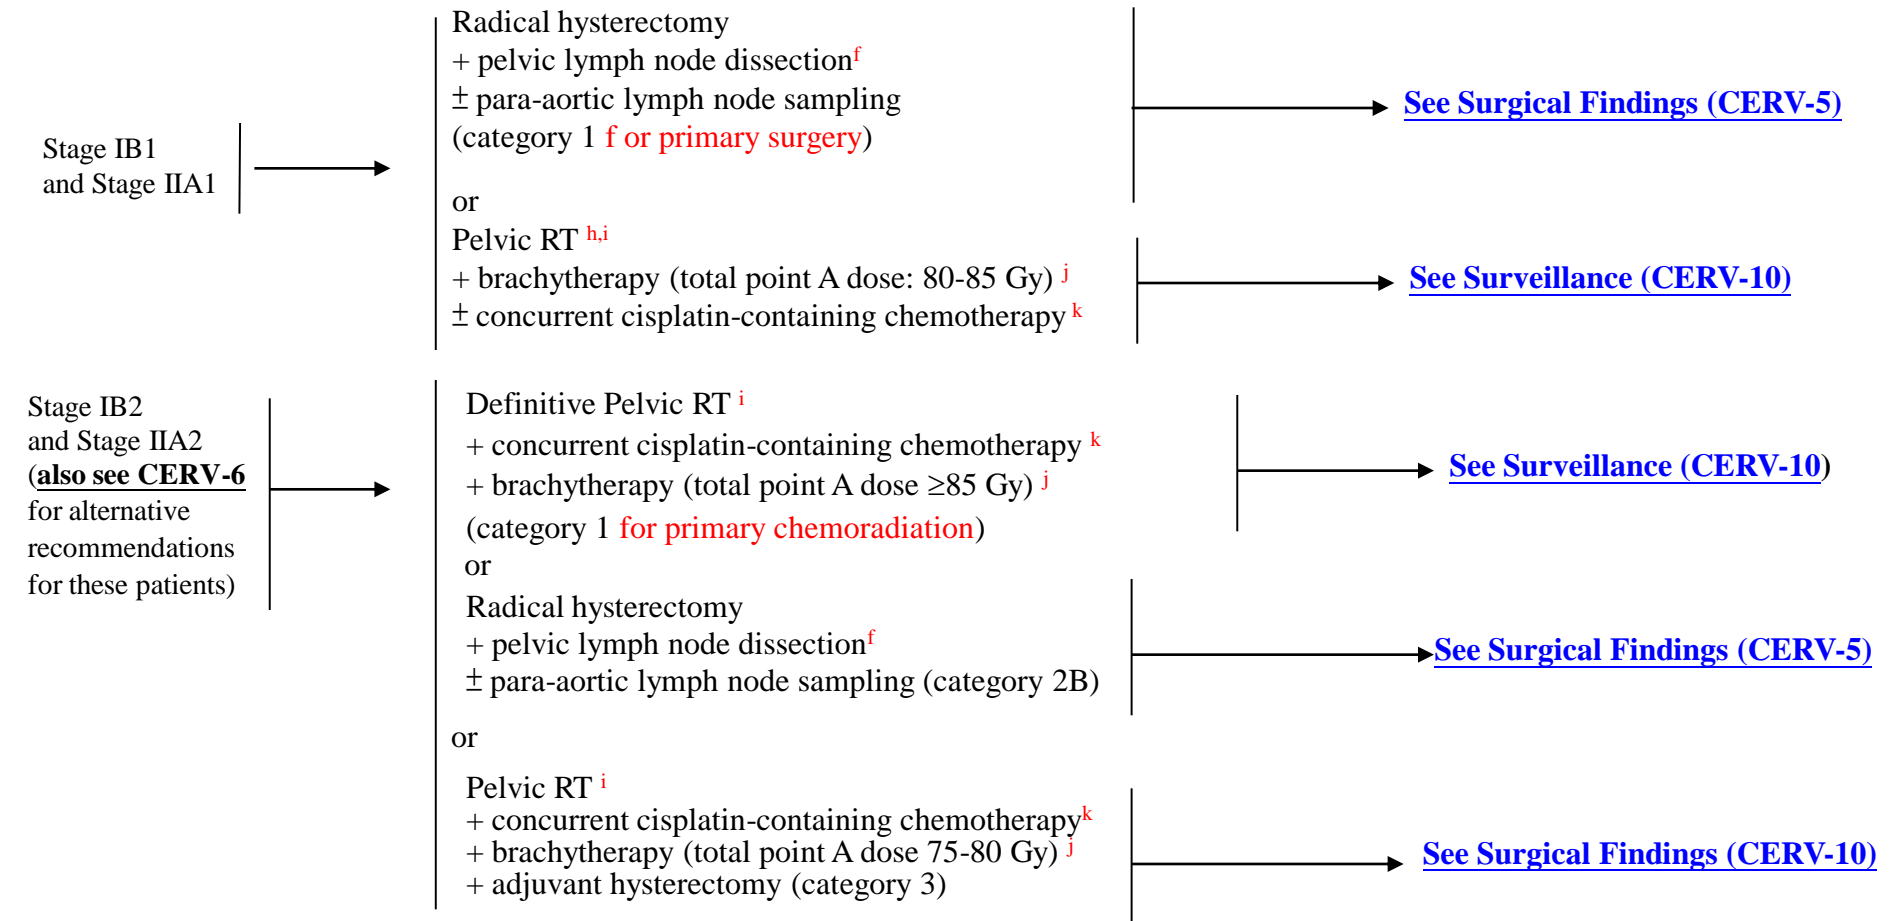 Stage IB1
and Stage IIA1
Radical hysterectomy
+ pelvic lymph node dissectionf
± para-aortic lymph node sampling
(category 1 f or primary surgery)
See Surgical Findings (CERV-5)
or
Pelvic RT h,i
+ brachytherapy (total point A dose: 80-85 Gy) j
± concurrent cisplatin-containing chemotherapy k
See Surveillance (CERV-10)
Stage IB2
and Stage IIA2
(also see CERV-6
for alternative
recommendations
for these patients)
Definitive Pelvic RT i
+ concurrent cisplatin-containing chemotherapy k
+ brachytherapy (total point A dose ≥85 Gy) j
(category 1 for primary chemoradiation)
See Surveillance (CERV-10)
or
Radical hysterectomy
+ pelvic lymph node dissectionf
± para-aortic lymph node sampling (category 2B)
See Surgical Findings (CERV-5)
or
Pelvic RT i
+ concurrent cisplatin-containing chemotherapyk
+ brachytherapy (total point A dose 75-80 Gy) j
+ adjuvant hysterectomy (category 3)
See Surgical Findings (CERV-10)